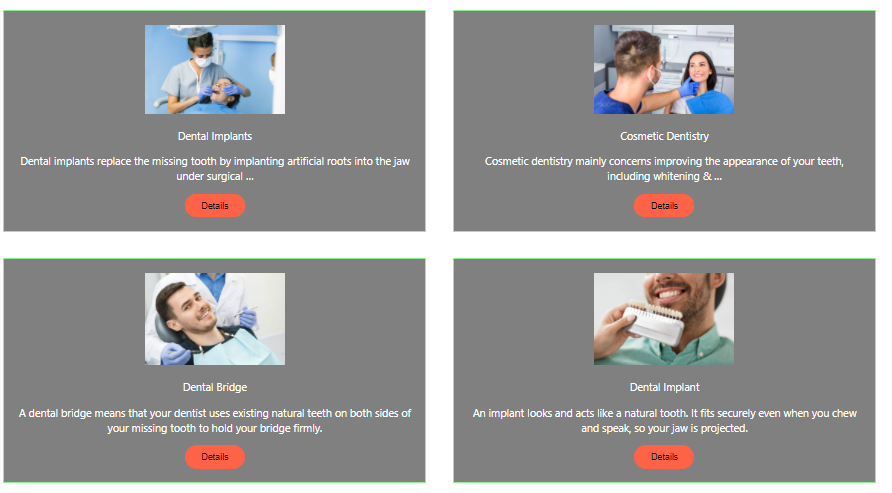 Dental Implants
Dental implants replace the missing tooth by implanting artificial roots into the jaw
under surgical ...
Details
Cosmetic Dentistry
Cosmetic dentistry mainly concerns improving the appearance of your teeth,
including whitening & ...
Details
Dental Bridge
A dental bridge means that your dentist uses existing natural teeth on both sides of
your missing tooth to hold your bridge firmly.
Details
Dental Implant
An implant looks and acts like a natural tooth. It fits securely even when you chew
and speak, so your jaw is projected.
Details